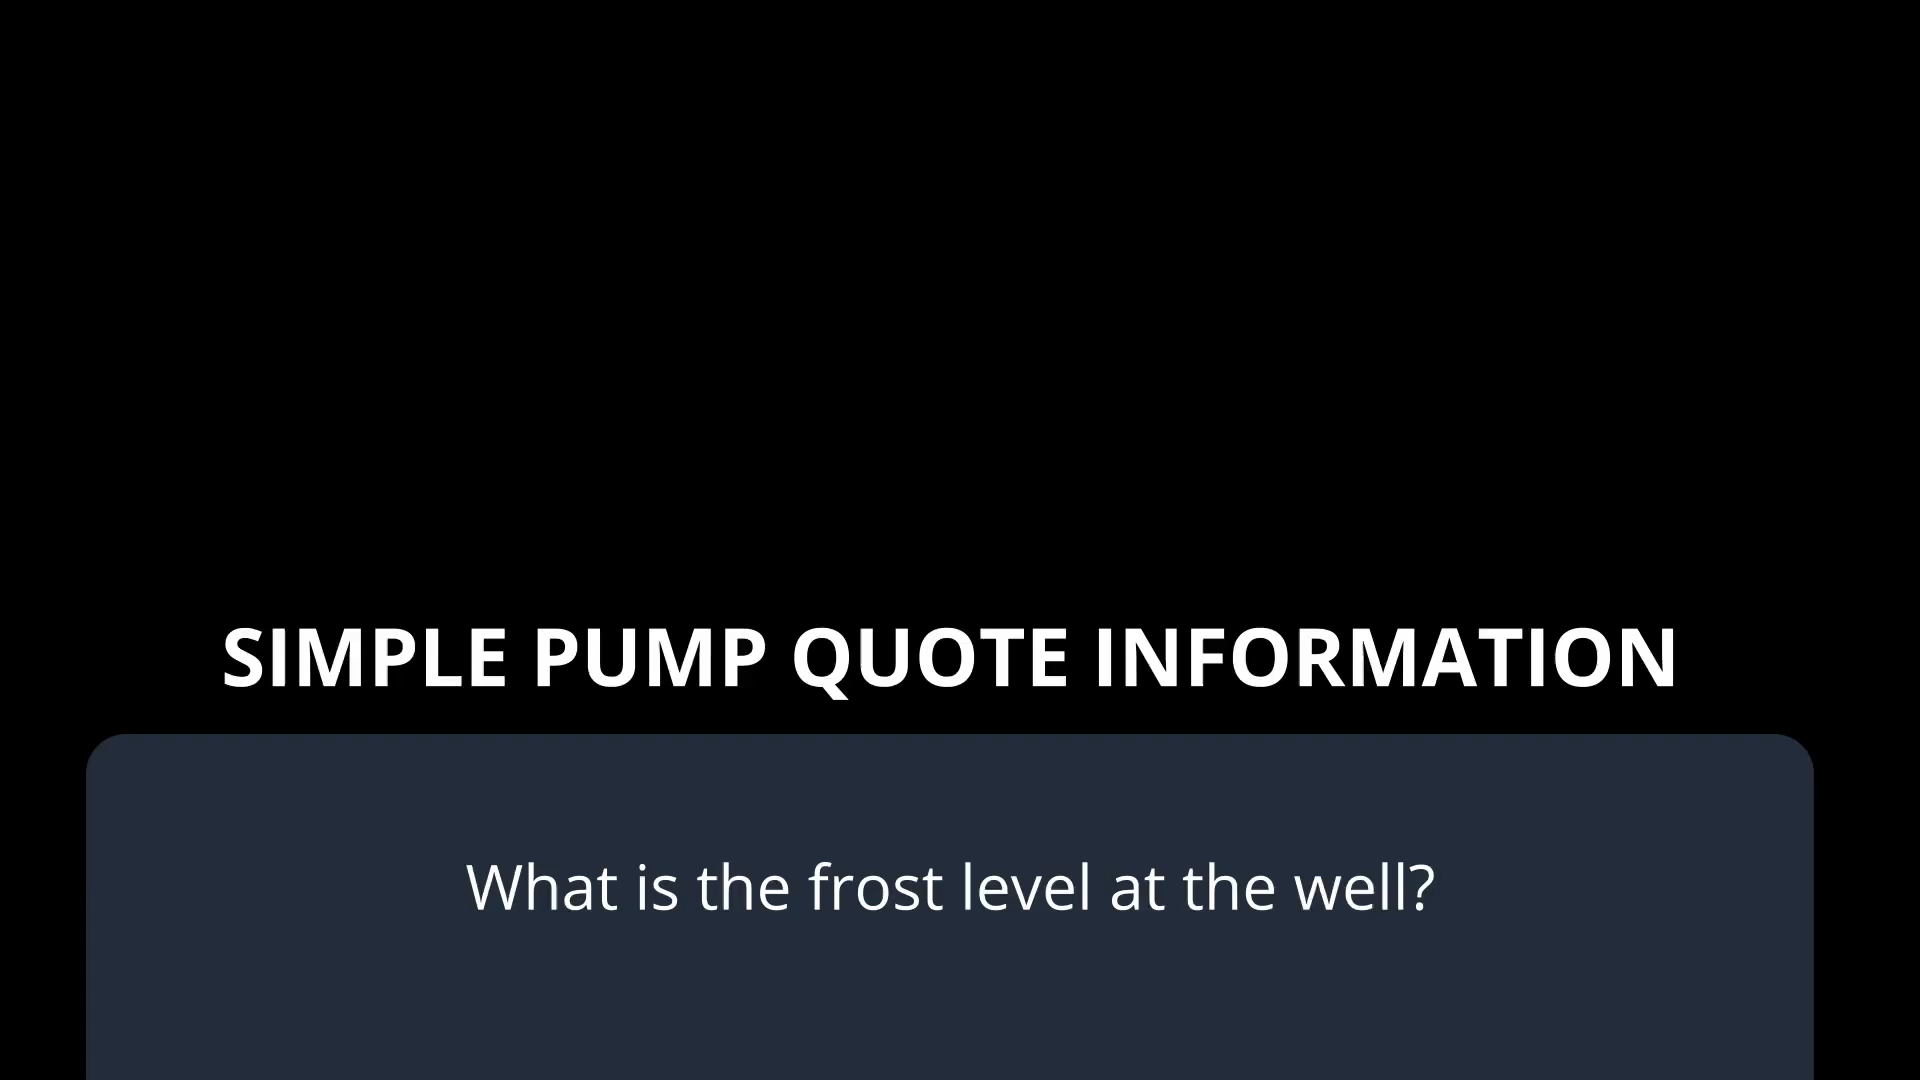 SIMPLE PUMP QUOTE INFORMATION
What is the frost level at the well?